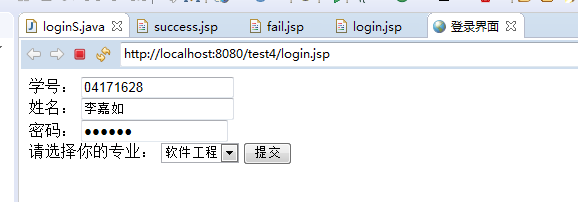 loginS.java success.jsp fail.jsp login.jsp 登录界面
http://localhost:8080/test4/login.jsp
学号： 04171628
姓名： 李嘉如
密码： ●●●●●●
请选择你的专业： 软件工程 提交